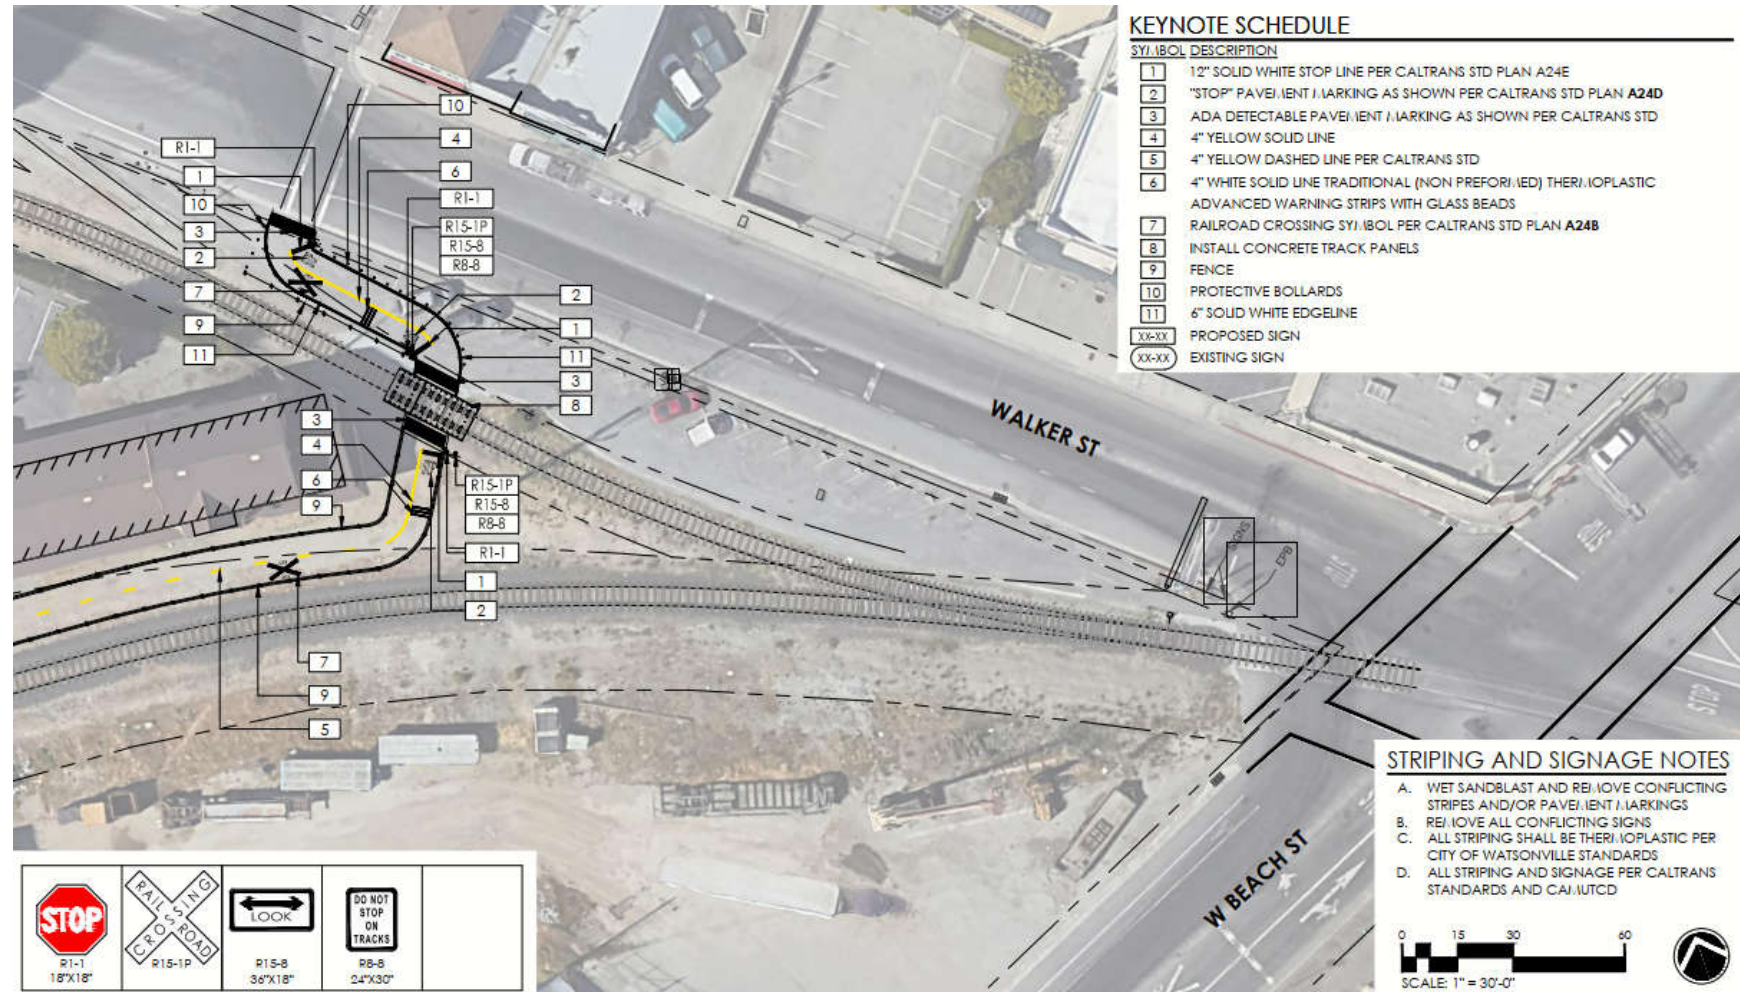 KEYNOTE SCHEDULE
SYMBOL DESCRIPTION
1 12" SOLID WHITE STOP LINE PER CALTRANS STD PLAN A24E
2 "STOP" PAVEMENT MARKING AS SHOWN PER CALTRANS STD PLAN A24D
3 ADA DETECTABLE PAVEMENT MARKING AS SHOWN PER CALTRANS STD
4 4" YELLOW SOLID LINE
5 4" YELLOW DASHED LINE PER CALTRANS STD
6 4" WHITE SOLID LINE TRADITIONAL (NON PREFORMED) THERMOPLASTIC
ADVANCED WARNING STRIPS WITH GLASS BEADS
7 RAILROAD CROSSING SYMBOL PER CALTRANS STD PLAN A24B
8 INSTALL CONCRETE TRACK PANELS
9 FENCE
10 PROTECTIVE BOLLARDS
11 6" SOLID WHITE EDGELINE
XX-XX PROPOSED SIGN
XX-XX EXISTING SIGN
R1-1
1
10
3
2
7
9
11
10
4
6
R1-1
R15-1P
R15-8
R8-8
2
1
11
3
8
3
4
6
9
R15-1P
R15-8
R8-8
R1-1
1
2
7
9
5
WALKER ST
SIGNS
EPB
STOP
W BEACH ST
STRIPING AND SIGNAGE NOTES
A. WET SANDBLAST AND REMOVE CONFLICTING
STRIPES AND/OR PAVEMENT MARKINGS
B. REMOVE ALL CONFLICTING SIGNS
C. ALL STRIPING SHALL BE THERMOPLASTIC PER
CITY OF WATSONVILLE STANDARDS
D. ALL STRIPING AND SIGNAGE PER CALTRANS
STANDARDS AND CAMUTCD
0 15 30 60
SCALE: 1" = 30'-0"
STOP
R1-1
18"X18"
RAILROAD
CROSSING
R15-1P
LOOK
R15-8
36"X18"
DO NOT
STOP
ON
TRACKS
R8-8
24"X30"